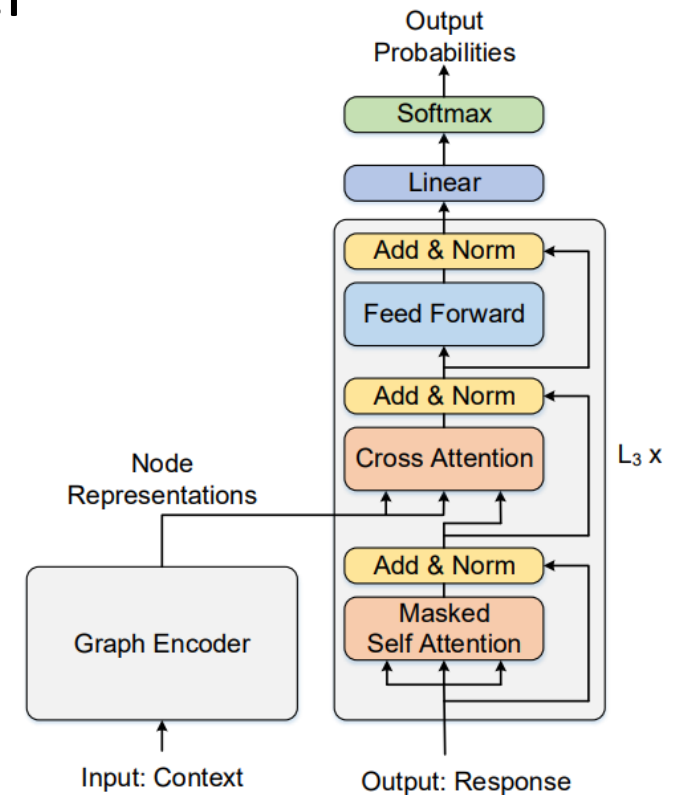 Output
Probabilities
Softmax
Linear
Add & Norm
Feed Forward
Add & Norm
Cross Attention
L₃ x
Node
Representations
Add & Norm
Masked
Self Attention
Graph Encoder
Input: Context
Output: Response